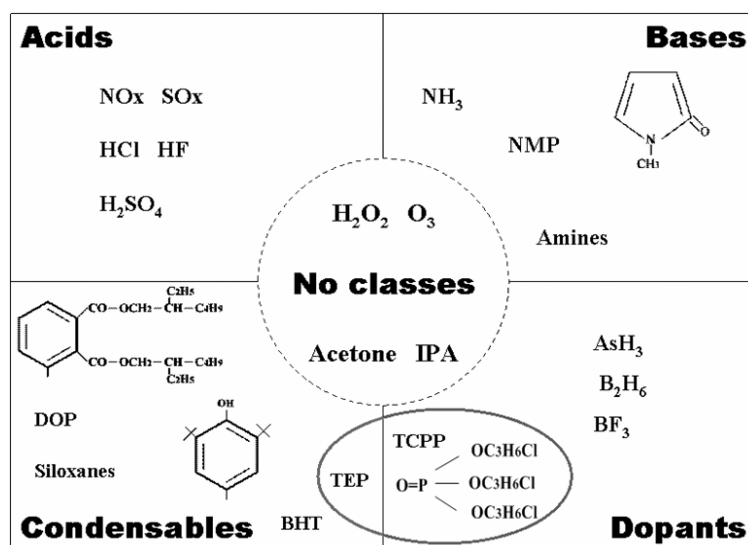 Acids
NOx SOx
HCl HF
H₂SO₄
Bases
NH₃
NMP
N
O
CH₃
Amines
H₂O₂ O₃
No classes
Acetone IPA
C₂H₅
CO–OCH₂–CH–C₄H₉
CO–OCH₂–CH–C₄H₉
C₂H₅
DOP
OH
Siloxanes
BHT
Condensables
AsH₃
B₂H₆
BF₃
TCPP
TEP
OC₃H₆Cl
O=P
OC₃H₆Cl
OC₃H₆Cl
Dopants